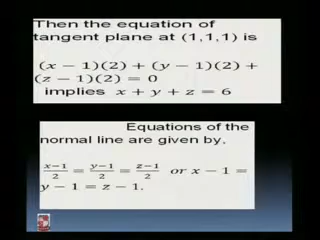 Then the equation of
tangent plane at (1,1,1) is
(x − 1)(2) + (y − 1)(2) +
(z − 1)(2) = 0
implies x + y + z = 6
Equations of the
normal line are given by,
x−1/2 = y−1/2 = z−1/2 or x − 1 =
y − 1 = z − 1.